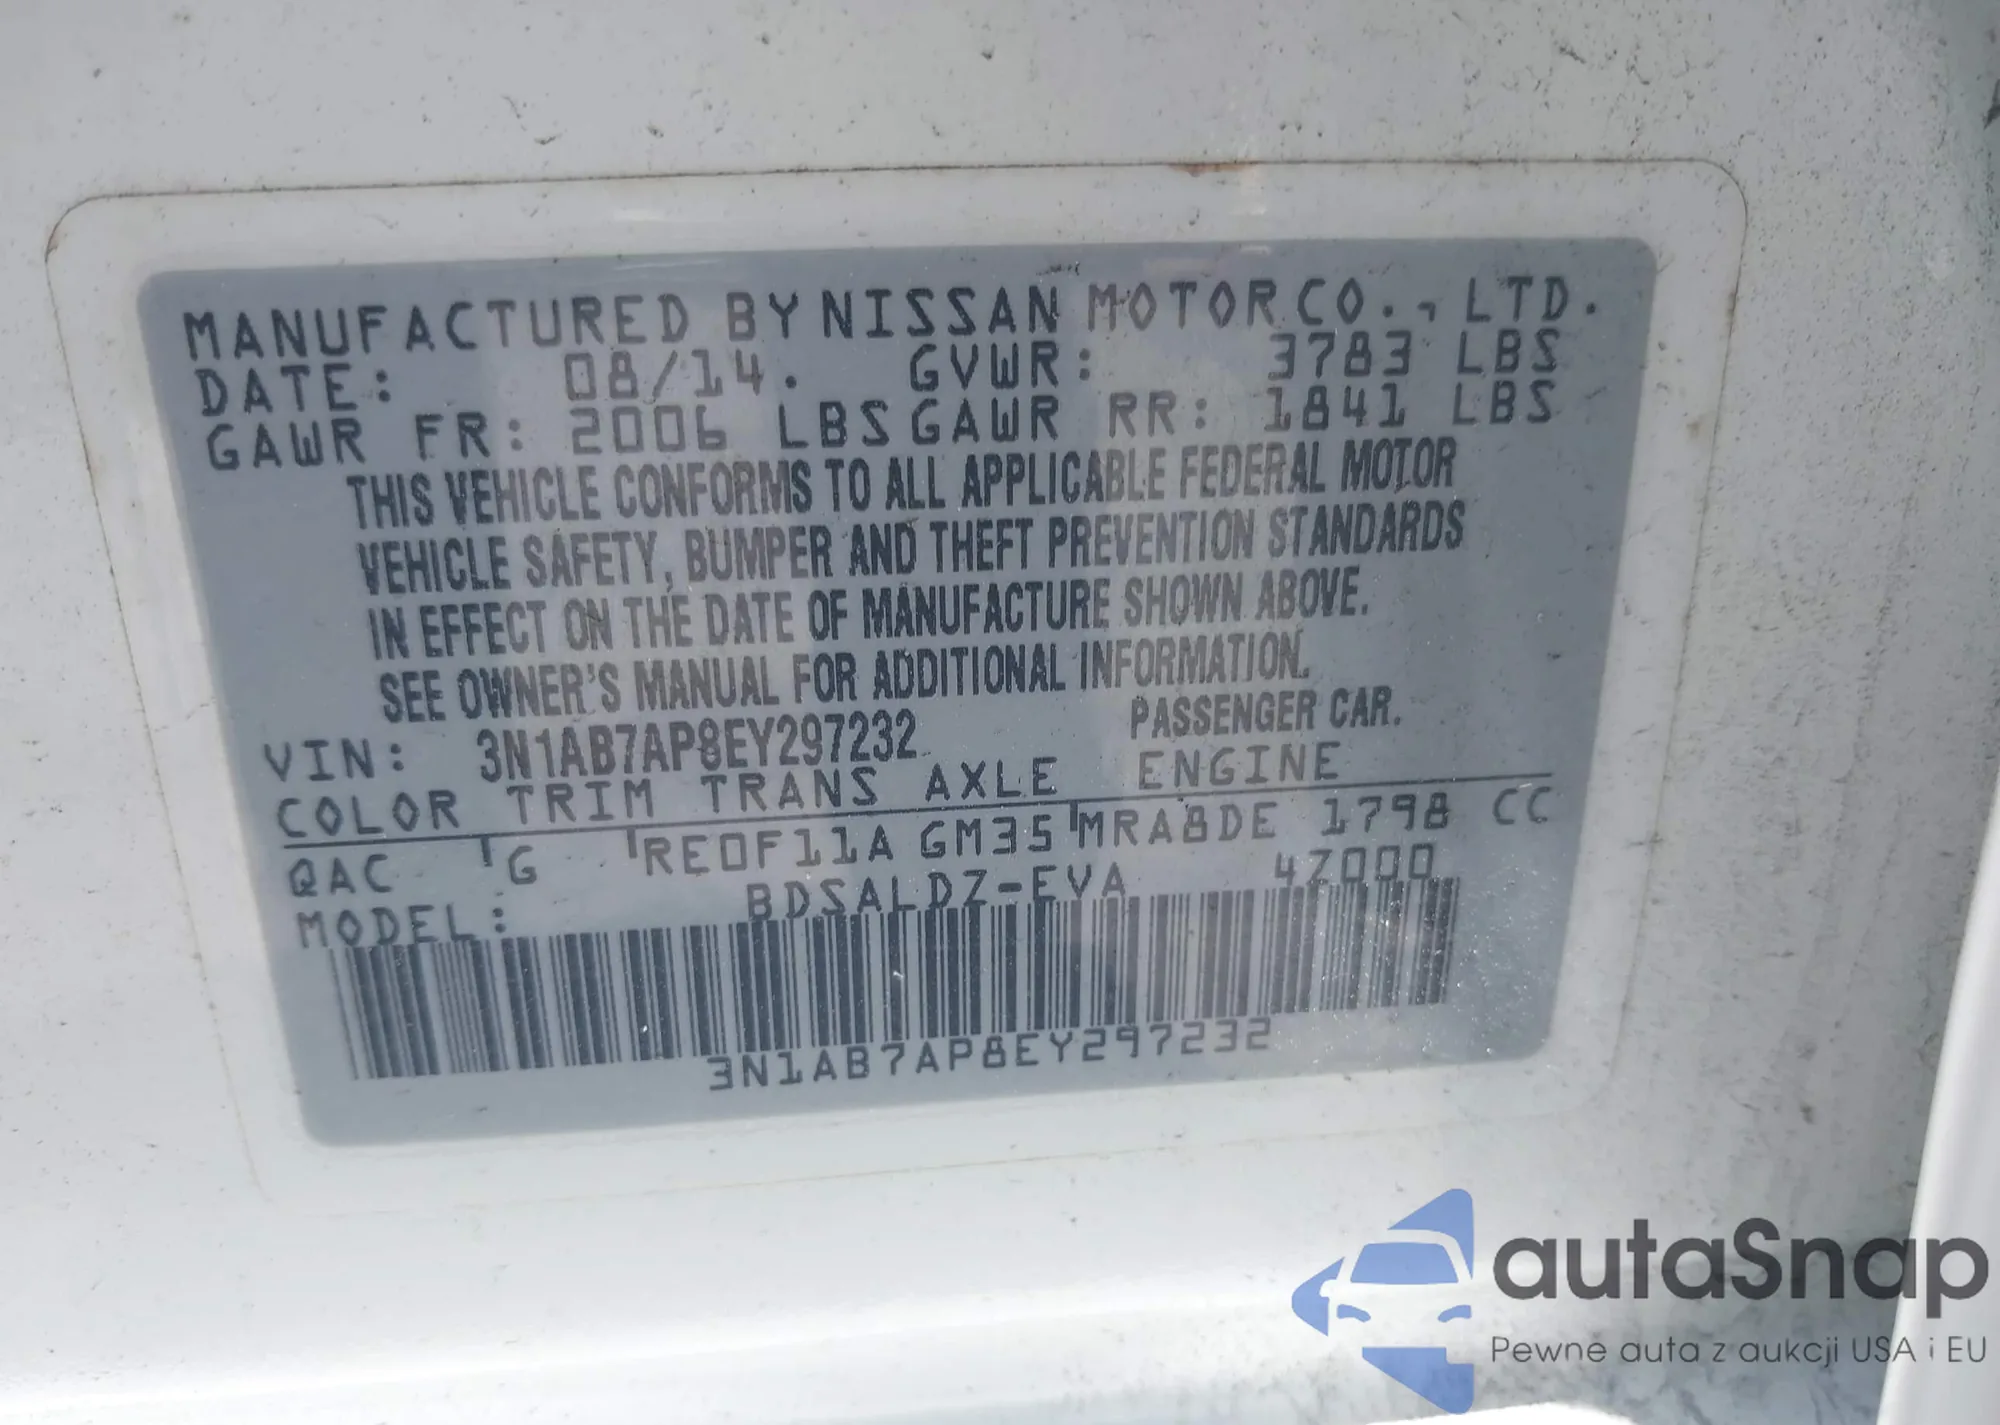 MANUFACTURED BY NISSAN MOTOR CO., LTD.
DATE: 08/14. GVWR: 3783 LBS
GAWR FR: 2006 LBS GAWR RR: 1841 LBS
THIS VEHICLE CONFORMS TO ALL APPLICABLE FEDERAL MOTOR
VEHICLE SAFETY, BUMPER AND THEFT PREVENTION STANDARDS
IN EFFECT ON THE DATE OF MANUFACTURE SHOWN ABOVE.
SEE OWNER'S MANUAL FOR ADDITIONAL INFORMATION.
VIN: 3N1AB7AP8EY297232 PASSENGER CAR.
COLOR TRIM TRANS AXLE ENGINE
QAC G RE0F11A GM35 MRA8DE 1798 CC
MODEL: BDSALDZ-EVA 4Z000
3N1AB7AP8EY297232
autaSnap
Pewne auta z aukcji USA i EU